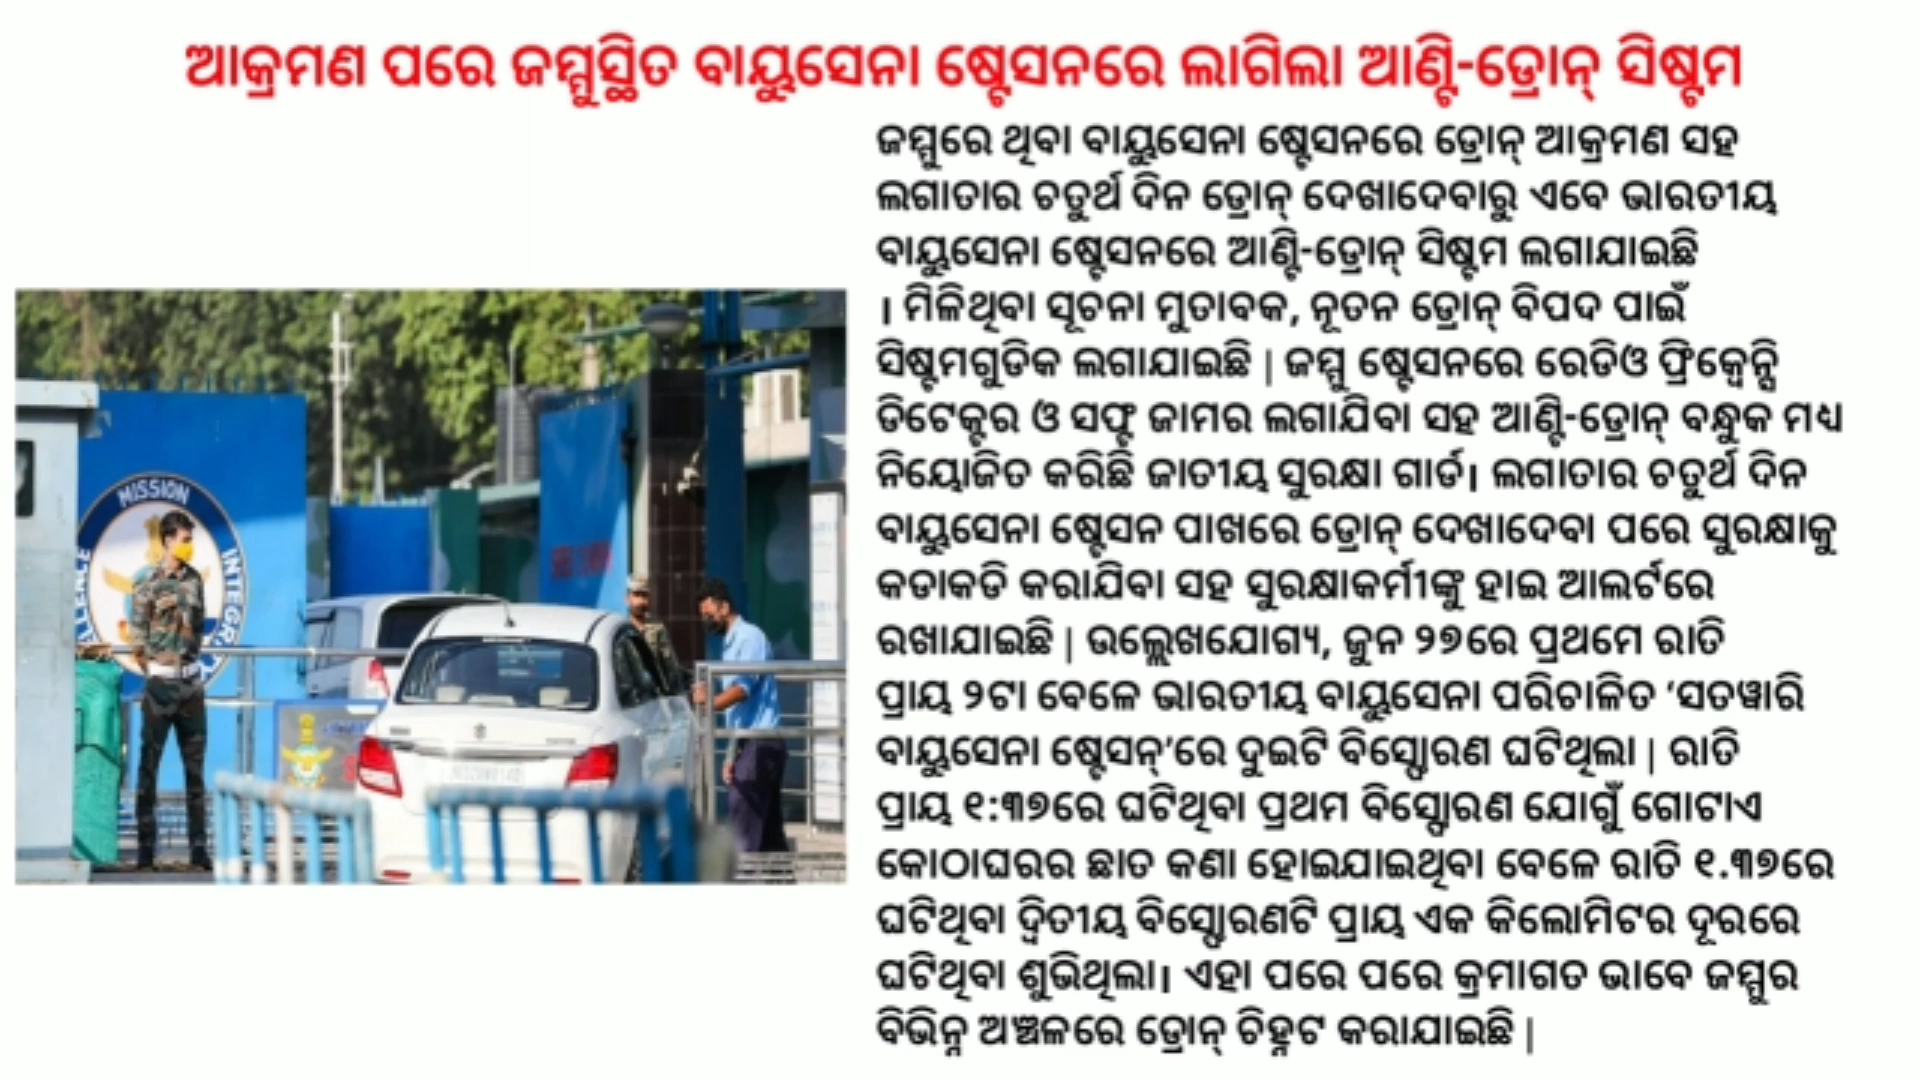 ଆକ୍ରମଣ ପରେ ଜମ୍ମୁସ୍ଥିତ ବାୟୁସେନା ଷ୍ଟେସନରେ ଲାଗିଲା ଆଣ୍ଟି-ଡ୍ରୋନ୍ ସିଷ୍ଟମ
ଜମ୍ମୁରେ ଥିବା ବାୟୁସେନା ଷ୍ଟେସନରେ ଡ୍ରୋନ୍ ଆକ୍ରମଣ ସହ
ଲଗାତାର ଚତୁର୍ଥ ଦିନ ଡ୍ରୋନ୍ ଦେଖାଦେବାରୁ ଏବେ ଭାରତୀୟ
ବାୟୁସେନା ଷ୍ଟେସନରେ ଆଣ୍ଟି-ଡ୍ରୋନ୍ ସିଷ୍ଟମ ଲଗାଯାଇଛି
। ମିଳିଥିବା ସୂଚନା ମୁତାବକ, ନୂତନ ଡ୍ରୋନ୍ ବିପଦ ପାଇଁ
ସିଷ୍ଟମଗୁଡିକ ଲଗାଯାଇଛି | ଜମ୍ମୁ ଷ୍ଟେସନରେ ରେଡିଓ ଫ୍ରିକ୍ୱେନ୍ସି
ଡିଟେକ୍ଟର ଓ ସଫ୍ଟ ଜାମର ଲଗାଯିବା ସହ ଆଣ୍ଟି-ଡ୍ରୋନ୍ ବନ୍ଧୁକ ମଧ୍ୟ
ନିୟୋଜିତ କରିଛି ଜାତୀୟ ସୁରକ୍ଷା ଗାର୍ଡ। ଲଗାତାର ଚତୁର୍ଥ ଦିନ
ବାୟୁସେନା ଷ୍ଟେସନ ପାଖରେ ଡ୍ରୋନ୍ ଦେଖାଦେବା ପରେ ସୁରକ୍ଷାକୁ
କଡାକଡି କରାଯିବା ସହ ସୁରକ୍ଷାକର୍ମୀଙ୍କୁ ହାଇ ଆଲର୍ଟରେ
ରଖାଯାଇଛି | ଉଲ୍ଲେଖଯୋଗ୍ୟ, ଜୁନ ୨୭ରେ ପ୍ରଥମେ ରାତି
ପ୍ରାୟ ୨ଟା ବେଳେ ଭାରତୀୟ ବାୟୁସେନା ପରିଚାଳିତ ‘ସତୱାରି
ବାୟୁସେନା ଷ୍ଟେସନ୍’ରେ ଦୁଇଟି ବିସ୍ଫୋରଣ ଘଟିଥିଲା | ରାତି
ପ୍ରାୟ ୧:୩୭ରେ ଘଟିଥିବା ପ୍ରଥମ ବିସ୍ଫୋରଣ ଯୋଗୁଁ ଗୋଟାଏ
କୋଠାଘରର ଛାତ କଣା ହୋଇଯାଇଥିବା ବେଳେ ରାତି ୧.୩୭ରେ
ଘଟିଥିବା ଦ୍ୱିତୀୟ ବିସ୍ଫୋରଣଟି ପ୍ରାୟ ଏକ କିଲୋମିଟର ଦୂରରେ
ଘଟିଥିବା ଶୁଭିଥିଲା। ଏହା ପରେ ପରେ କ୍ରମାଗତ ଭାବେ ଜମ୍ମୁର
ବିଭିନ୍ନ ଅଞ୍ଚଳରେ ଡ୍ରୋନ୍ ଚିହ୍ନଟ କରାଯାଇଛି |
MISSION